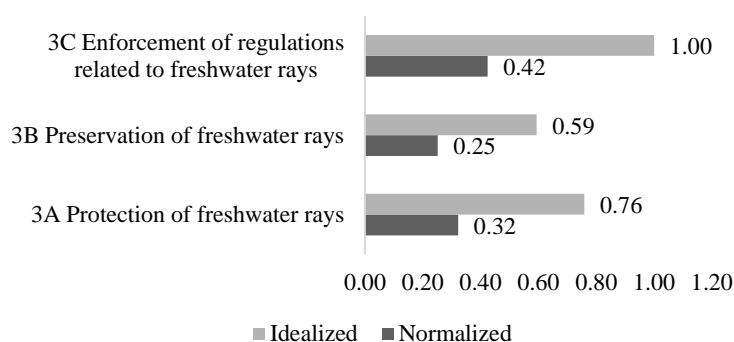 3C Enforcement of regulations
related to freshwater rays
1.00
0.42
3B Preservation of freshwater rays
0.59
0.25
3A Protection of freshwater rays
0.76
0.32
0.00 0.20 0.40 0.60 0.80 1.00 1.20
Idealized Normalized